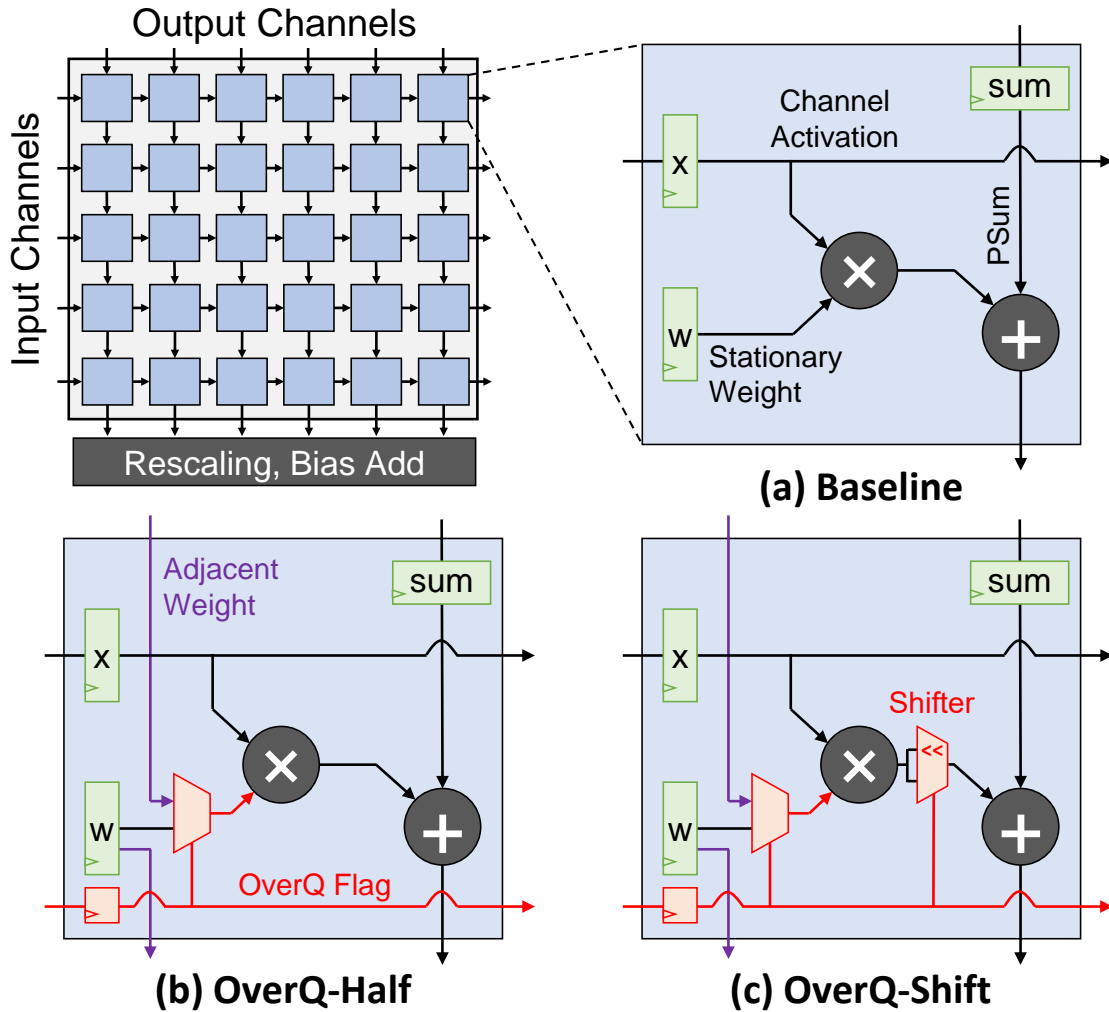 Output Channels
Input Channels
Rescaling, Bias Add
sum
Channel
Activation
x
PSum
×
w
+
Stationary
Weight
(a) Baseline
Adjacent
Weight
sum
x
×
w
+
OverQ Flag
(b) OverQ-Half
sum
x
Shifter
<<
×
w
+
(c) OverQ-Shift